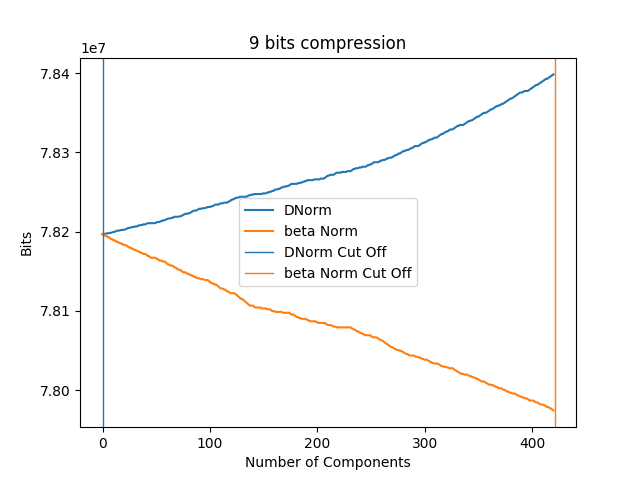 9 bits compression
1e7
7.84
7.83
7.82
7.81
7.80
Bits
DNorm
beta Norm
DNorm Cut Off
beta Norm Cut Off
0 100 200 300 400
Number of Components